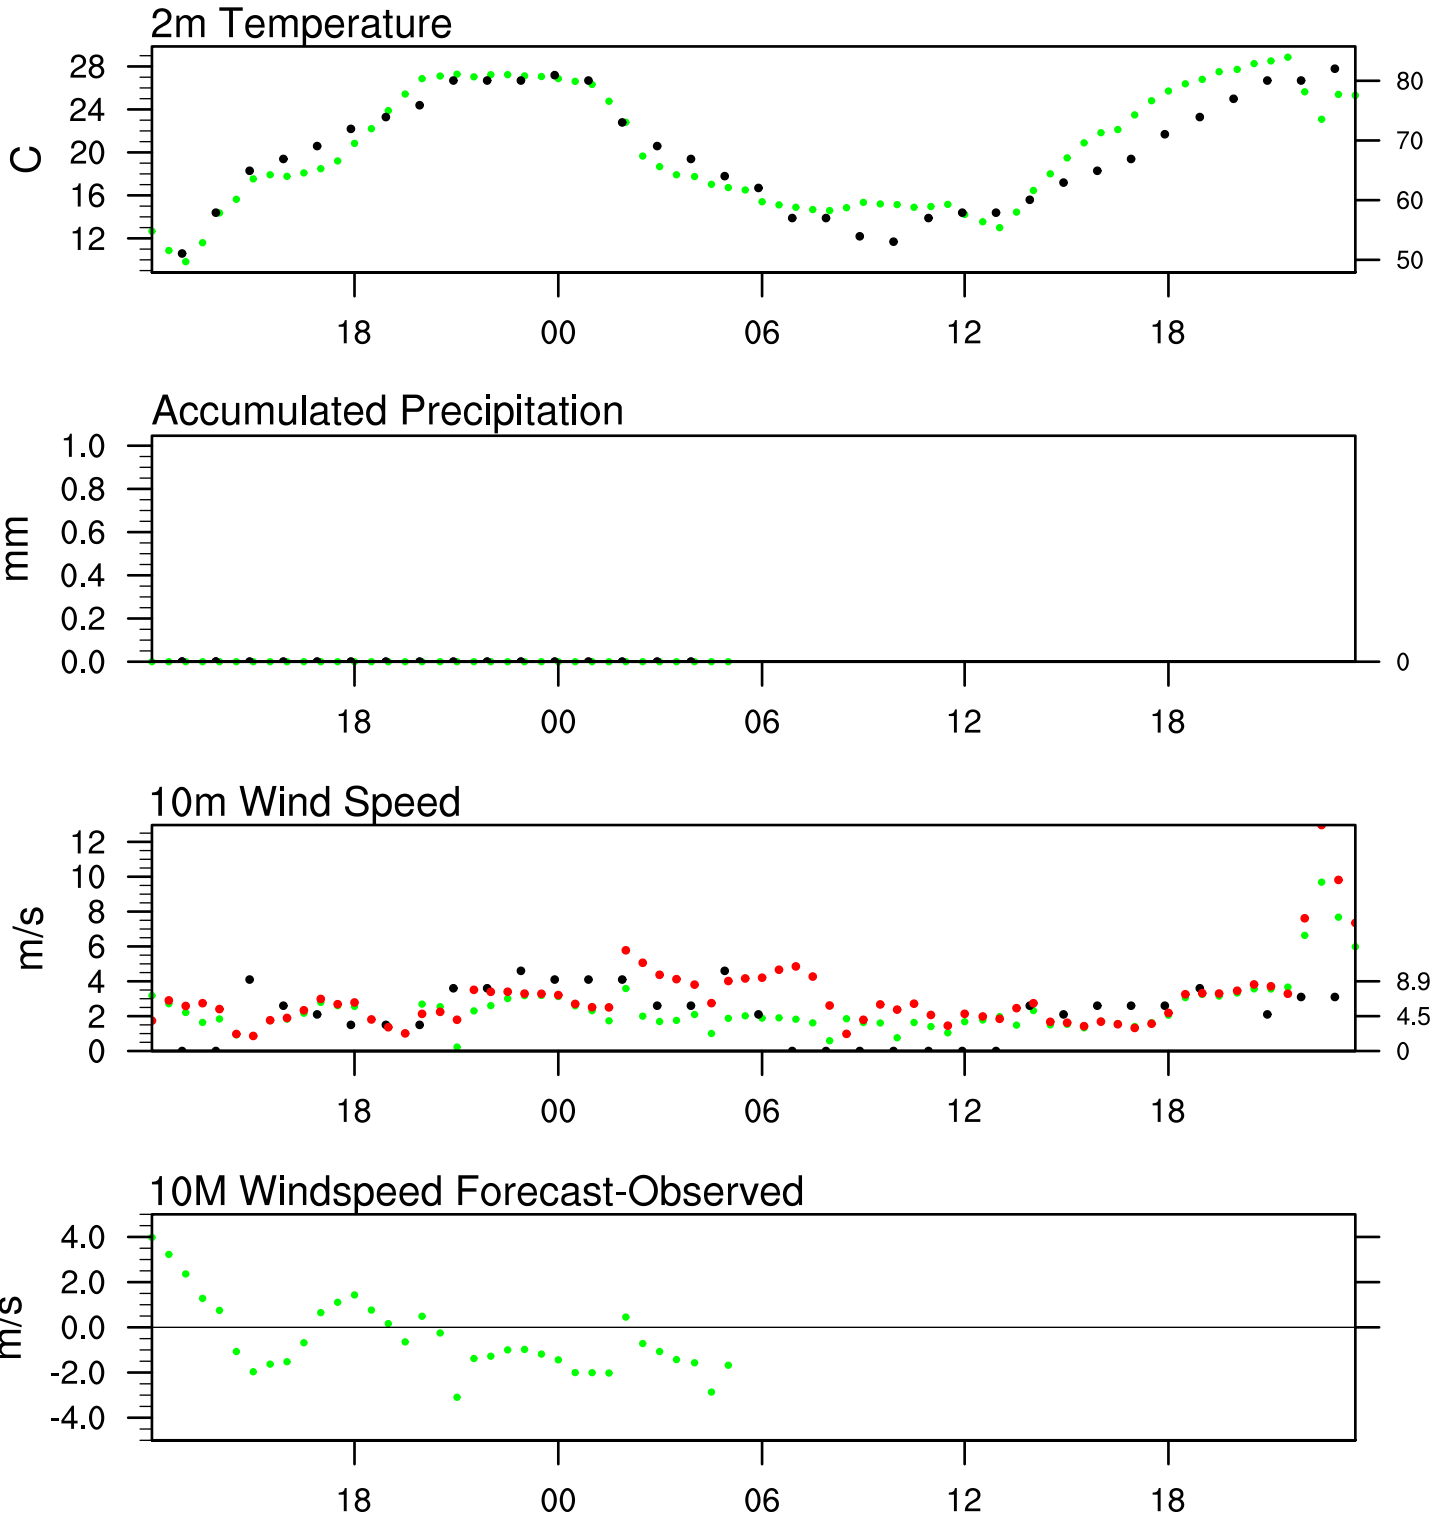 2m Temperature
28
24
20
16
12
C
80
70
60
50
18 00 06 12 18
Accumulated Precipitation
1.0
0.8
0.6
0.4
0.2
0.0
mm
0
18 00 06 12 18
10m Wind Speed
12
10
8
6
4
2
0
m/s
8.9
4.5
0
18 00 06 12 18
10M Windspeed Forecast-Observed
4.0
2.0
0.0
-2.0
-4.0
m/s
18 00 06 12 18